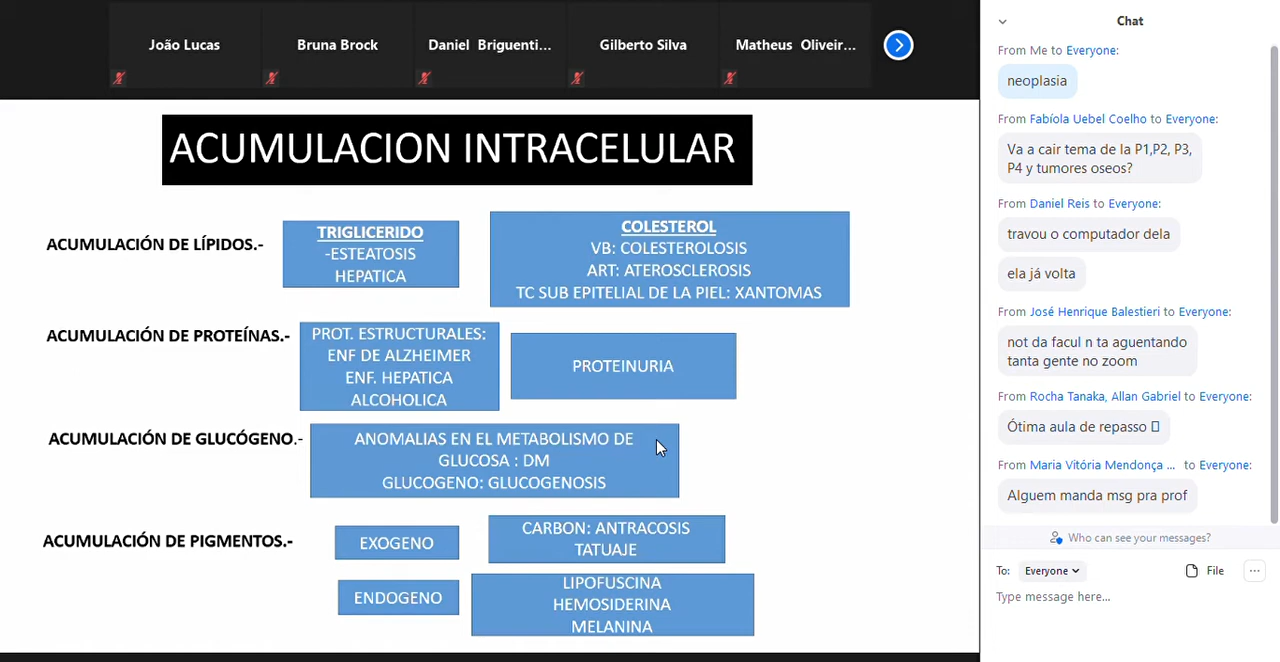 João Lucas
Bruna Brock
Daniel Briguenti...
Gilberto Silva
Matheus Oliveir...
ACUMULACION INTRACELULAR
ACUMULACIÓN DE LÍPIDOS.-
TRIGLICERIDO
-ESTEATOSIS
HEPATICA
COLESTEROL
VB: COLESTEROLOSIS
ART: ATEROSCLEROSIS
TC SUB EPITELIAL DE LA PIEL: XANTOMAS
ACUMULACIÓN DE PROTEÍNAS.-
PROT. ESTRUCTURALES:
ENF DE ALZHEIMER
ENF. HEPATICA
ALCOHOLICA
PROTEINURIA
ACUMULACIÓN DE GLUCÓGENO.-
ANOMALIAS EN EL METABOLISMO DE
GLUCOSA : DM
GLUCOGENO: GLUCOGENOSIS
ACUMULACIÓN DE PIGMENTOS.-
EXOGENO
CARBON: ANTRACOSIS
TATUAJE
ENDOGENO
LIPOFUSCINA
HEMOSIDERINA
MELANINA
Chat
From Me to Everyone:
neoplasia
From Fabíola Uebel Coelho to Everyone:
Va a cair tema de la P1,P2, P3,
P4 y tumores oseos?
From Daniel Reis to Everyone:
travou o computador dela
ela já volta
From José Henrique Balestieri to Everyone:
not da facul n ta aguentando
tanta gente no zoom
From Rocha Tanaka, Allan Gabriel to Everyone:
Ótima aula de repasso
From Maria Vitória Mendonça ... to Everyone:
Alguem manda msg pra prof
Who can see your messages?
To: Everyone
File
Type message here...